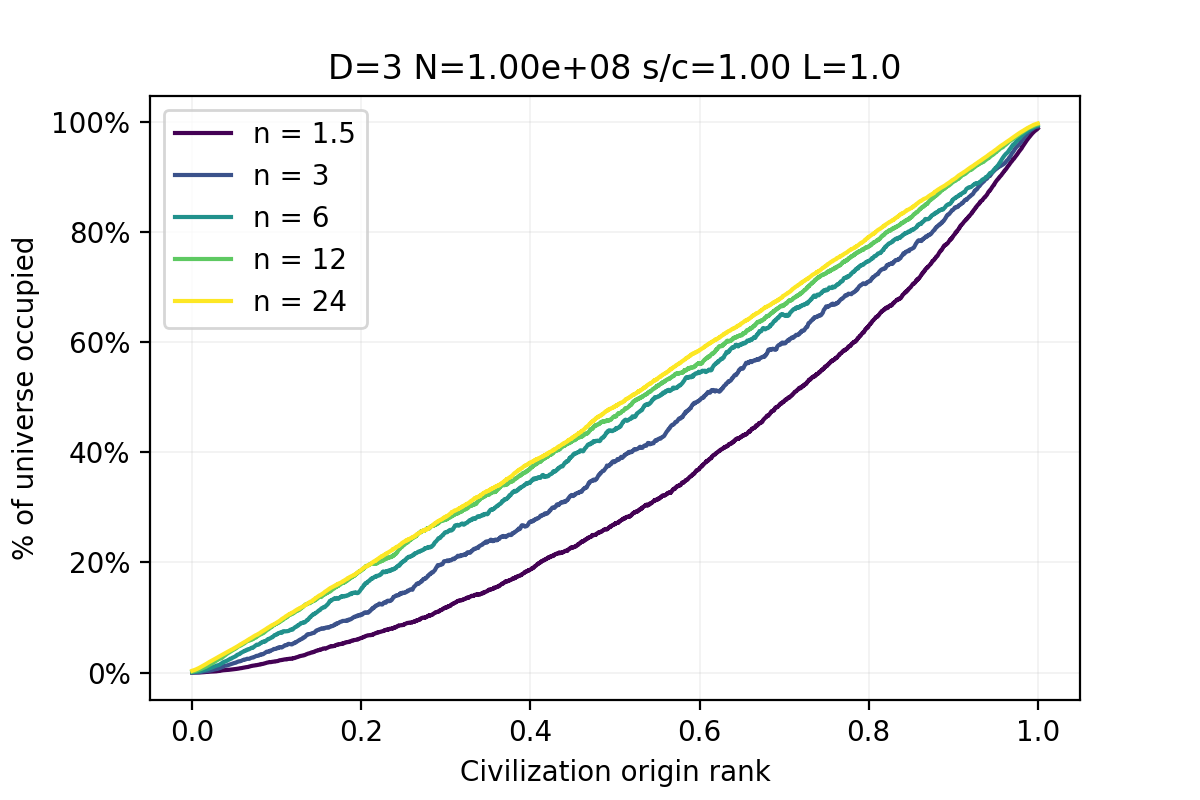 D=3 N=1.00e+08 s/c=1.00 L=1.0
100%
80%
60%
40%
20%
0%
% of universe occupied
n = 1.5
n = 3
n = 6
n = 12
n = 24
0.0 0.2 0.4 0.6 0.8 1.0
Civilization origin rank